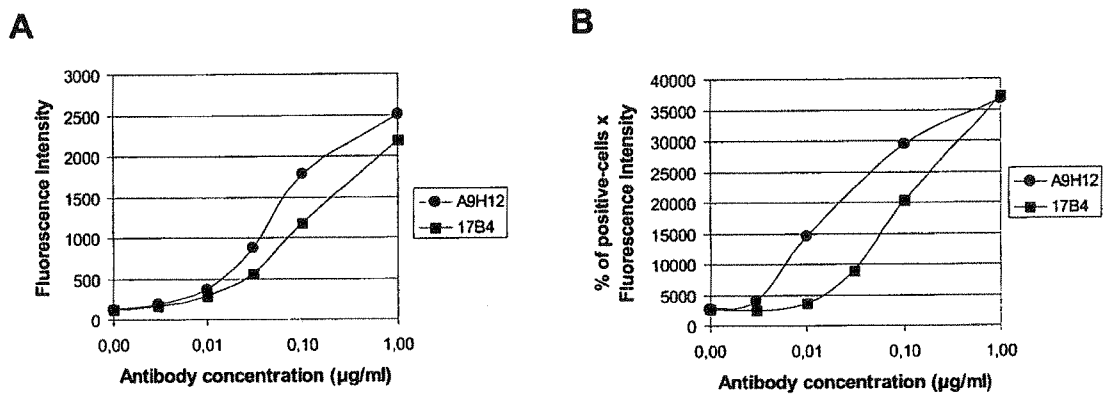 A
3000
2500
2000
1500
1000
500
0
Fluorescence Intensity
0,00 0,01 0,10 1,00
Antibody concentration (µg/ml)
A9H12
17B4
B
40000
35000
30000
25000
20000
15000
10000
5000
0
% of positive-cells x
Fluorescence Intensity
0,00 0,01 0,10 1,00
Antibody concentration (µg/ml)
A9H12
17B4